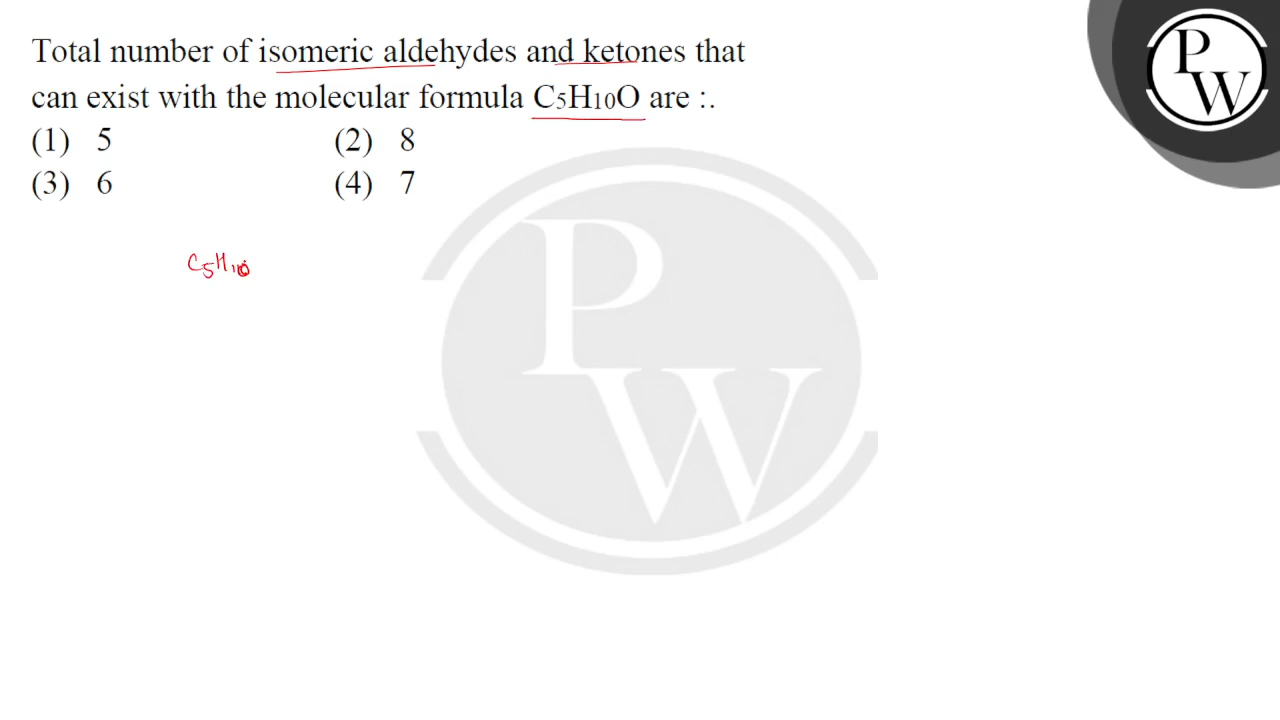 Total number of isomeric aldehydes and ketones that
can exist with the molecular formula C₅H₁₀O are :.
(1) 5 (2) 8
(3) 6 (4) 7
C₅H₁₀
P
W
P
W